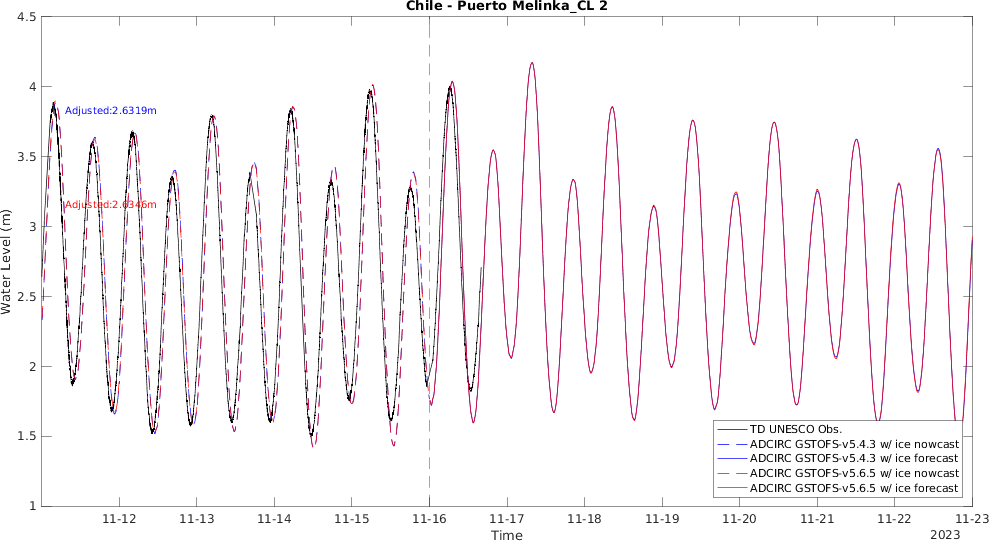 Chile - Puerto Melinka_CL 2
4.5
4
3.5
3
2.5
2
1.5
1
Water Level (m)
Adjusted:2.6319m
Adjusted:2.6346m
TD UNESCO Obs.
ADCIRC GSTOFS-v5.4.3 w/ ice nowcast
ADCIRC GSTOFS-v5.4.3 w/ ice forecast
ADCIRC GSTOFS-v5.6.5 w/ ice nowcast
ADCIRC GSTOFS-v5.6.5 w/ ice forecast
11-12 11-13 11-14 11-15 11-16 11-17 11-18 11-19 11-20 11-21 11-22 11-23
Time
2023